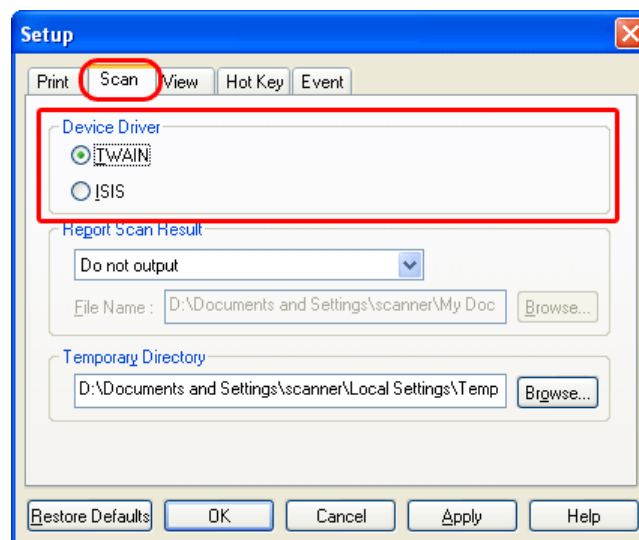 Setup
Print Scan View Hot Key Event
Device Driver
TWAIN
ISIS
Report Scan Result
Do not output
File Name : D:\Documents and Settings\scanner\My Doc Browse...
Temporary Directory
D:\Documents and Settings\scanner\Local Settings\Temp Browse...
Restore Defaults OK Cancel Apply Help